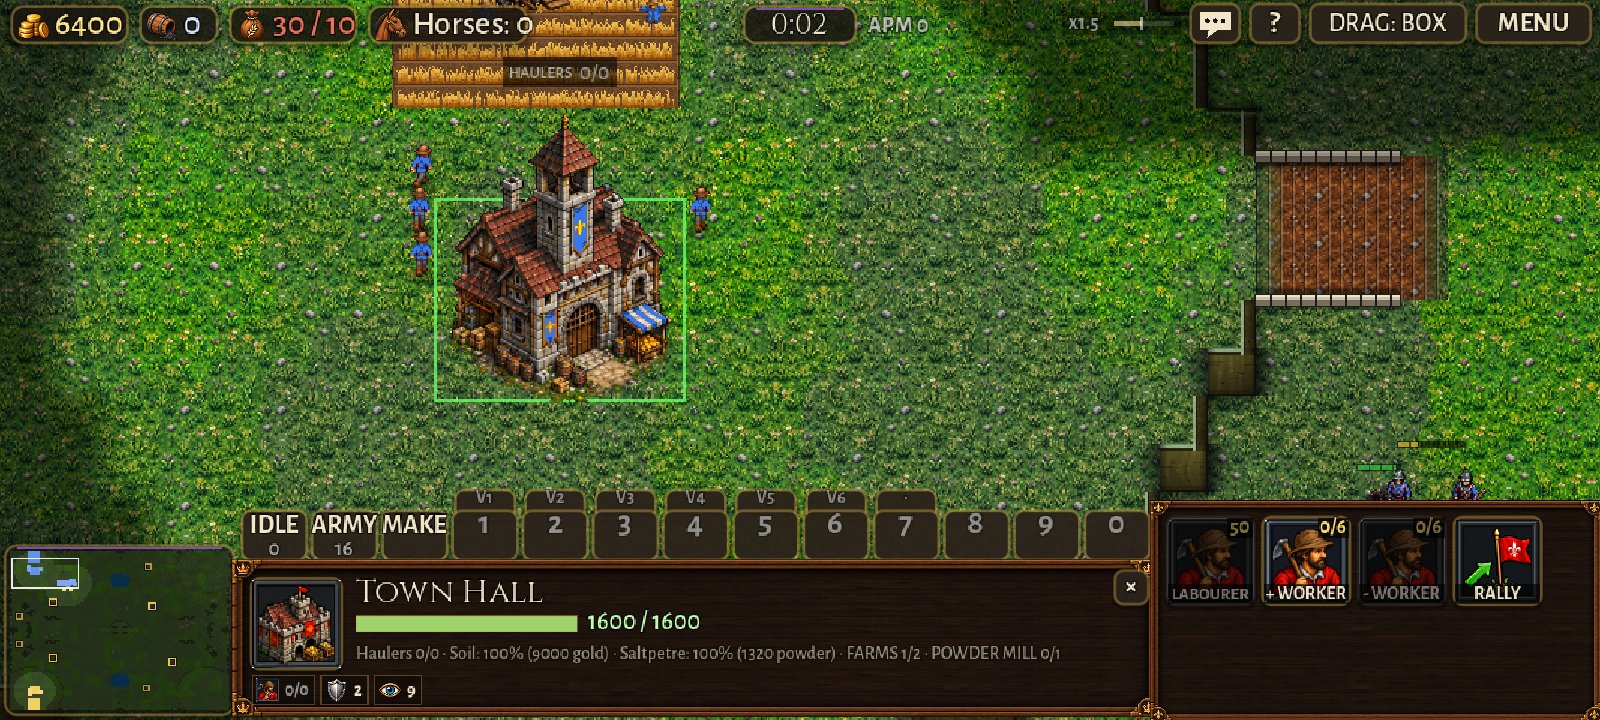 6400
0
30/10
Horses: 0
0:02
APM 0
X1.5
?
DRAG: BOX
MENU
HAULERS 0/0
V1
V2
V3
V4
V5
V6
IDLE
0
ARMY
16
MAKE
1
2
3
4
5
6
7
8
9
0
TOWN HALL
×
1600/1600
Haulers 0/0 · Soil: 100% (9000 gold) · Saltpetre: 100% (1320 powder) · FARMS 1/2 · POWDER MILL 0/1
0/0
2
9
50
LABOURER
0/6
+WORKER
0/6
-WORKER
RALLY